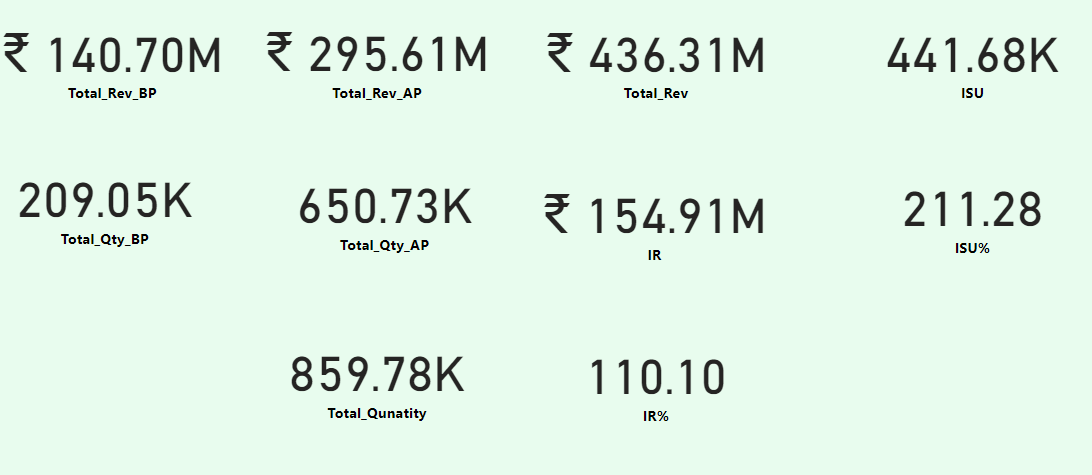 ₹ 140.70M
Total_Rev_BP
₹ 295.61M
Total_Rev_AP
₹ 436.31M
Total_Rev
441.68K
ISU
209.05K
Total_Qty_BP
650.73K
Total_Qty_AP
₹ 154.91M
IR
211.28
ISU%
859.78K
Total_Qunatity
110.10
IR%